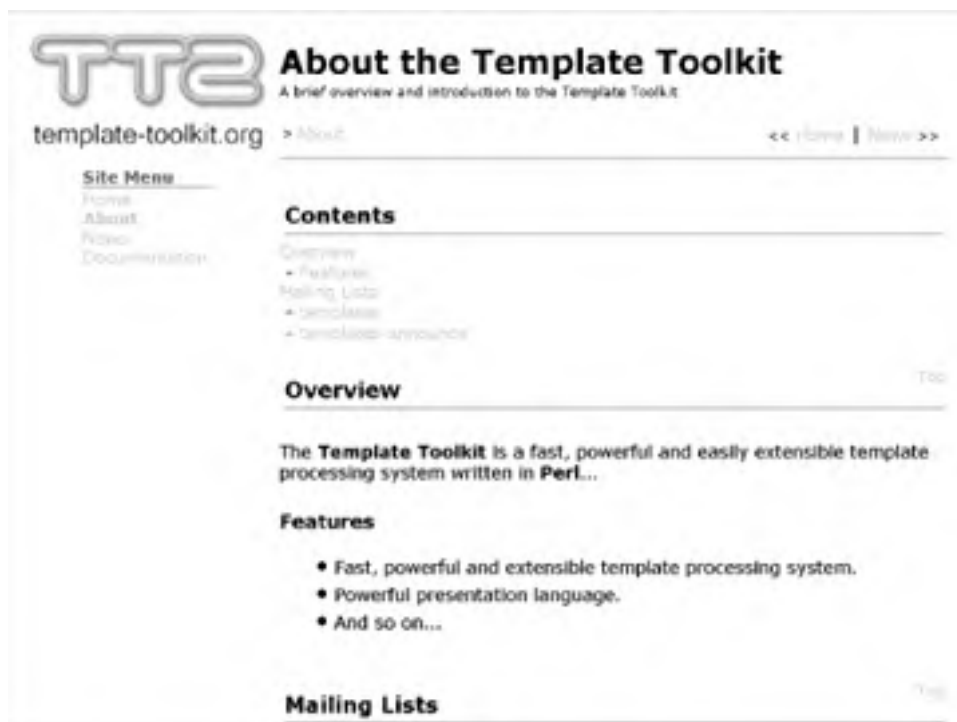 TT2
template-toolkit.org
About the Template Toolkit
A brief overview and introduction to the Template Toolkit
> About
<< Home | News >>
Site Menu
Home
About
News
Documentation
Contents
Overview
• Features
Mailing Lists
• templates
• templates-announce
Top
Overview
The Template Toolkit is a fast, powerful and easily extensible template
processing system written in Perl...
Features
• Fast, powerful and extensible template processing system.
• Powerful presentation language.
• And so on...
Top
Mailing Lists